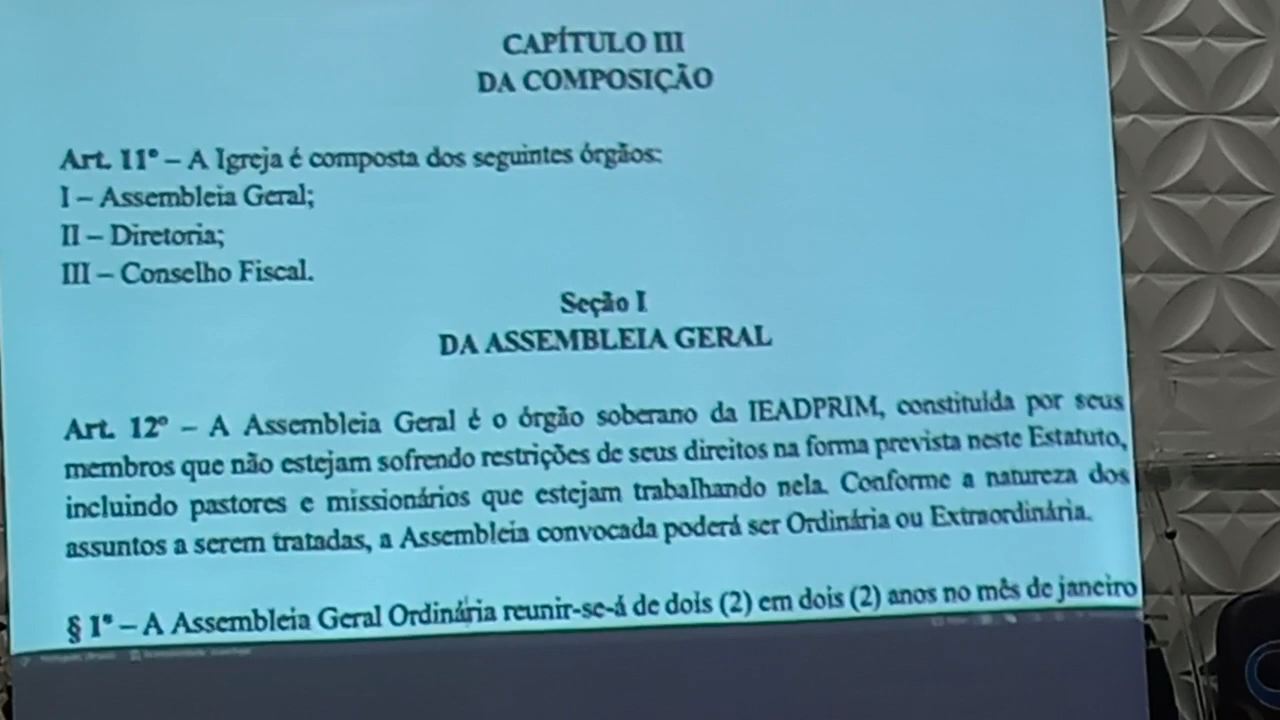 CAPÍTULO III
DA COMPOSIÇÃO
Art. 11º – A Igreja é composta dos seguintes órgãos:
I – Assembleia Geral;
II – Diretoria;
III – Conselho Fiscal.
Seção I
DA ASSEMBLEIA GERAL
Art. 12º – A Assembleia Geral é o órgão soberano da IEADPRIM, constituída por seus
membros que não estejam sofrendo restrições de seus direitos na forma prevista neste Estatuto,
incluindo pastores e missionários que estejam trabalhando nela. Conforme a natureza dos
assuntos a serem tratadas, a Assembleia convocada poderá ser Ordinária ou Extraordinária.
§ 1º – A Assembleia Geral Ordinária reunir-se-á de dois (2) em dois (2) anos no mês de janeiro